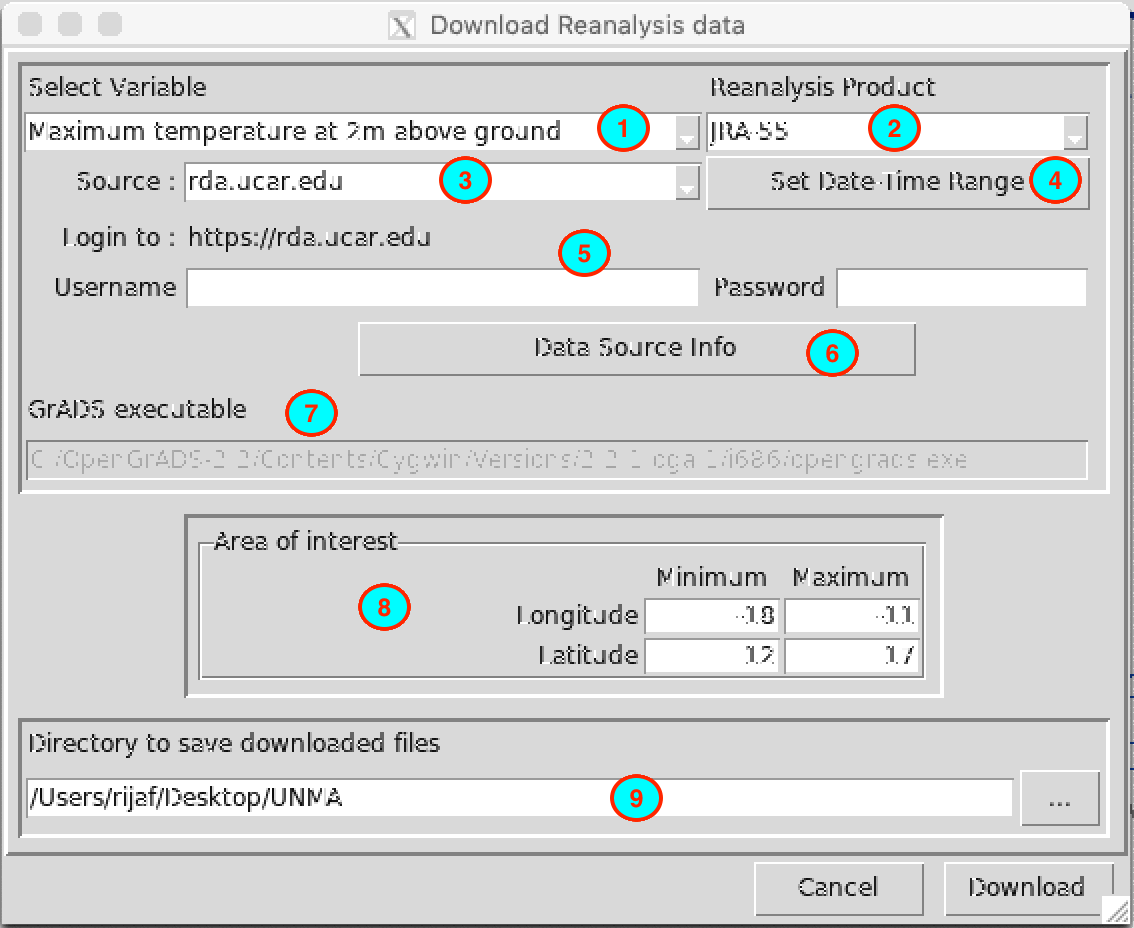 Download Reanalysis data
Select Variable
Reanalysis Product
Maximum temperature at 2m above ground
1
JRA-55
2
Source :
rda.ucar.edu
3
Set Date-Time Range
4
Login to :
https://rda.ucar.edu
5
Username
Password
Data Source Info
6
GrADS executable
7
C:/OpenGrADS-2.2/Contents/Cygwin/Versions/2.2.1.oga.1/i686/opengrads.exe
Area of interest
8
Minimum Maximum
Longitude -18 -11
Latitude 12 17
Directory to save downloaded files
/Users/rijaf/Desktop/UNMA
9
...
Cancel
Download